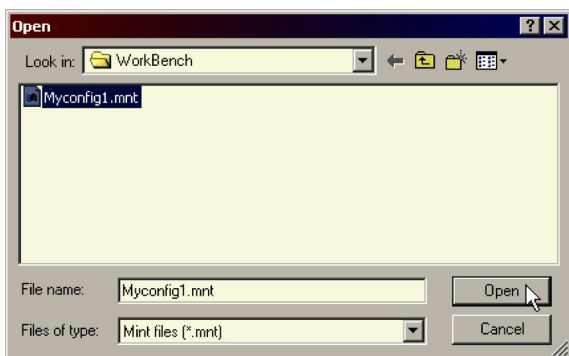 Open
Look in: WorkBench
Myconfig1.mnt
File name: Myconfig1.mnt Open
Files of type: Mint files (*.mnt) Cancel